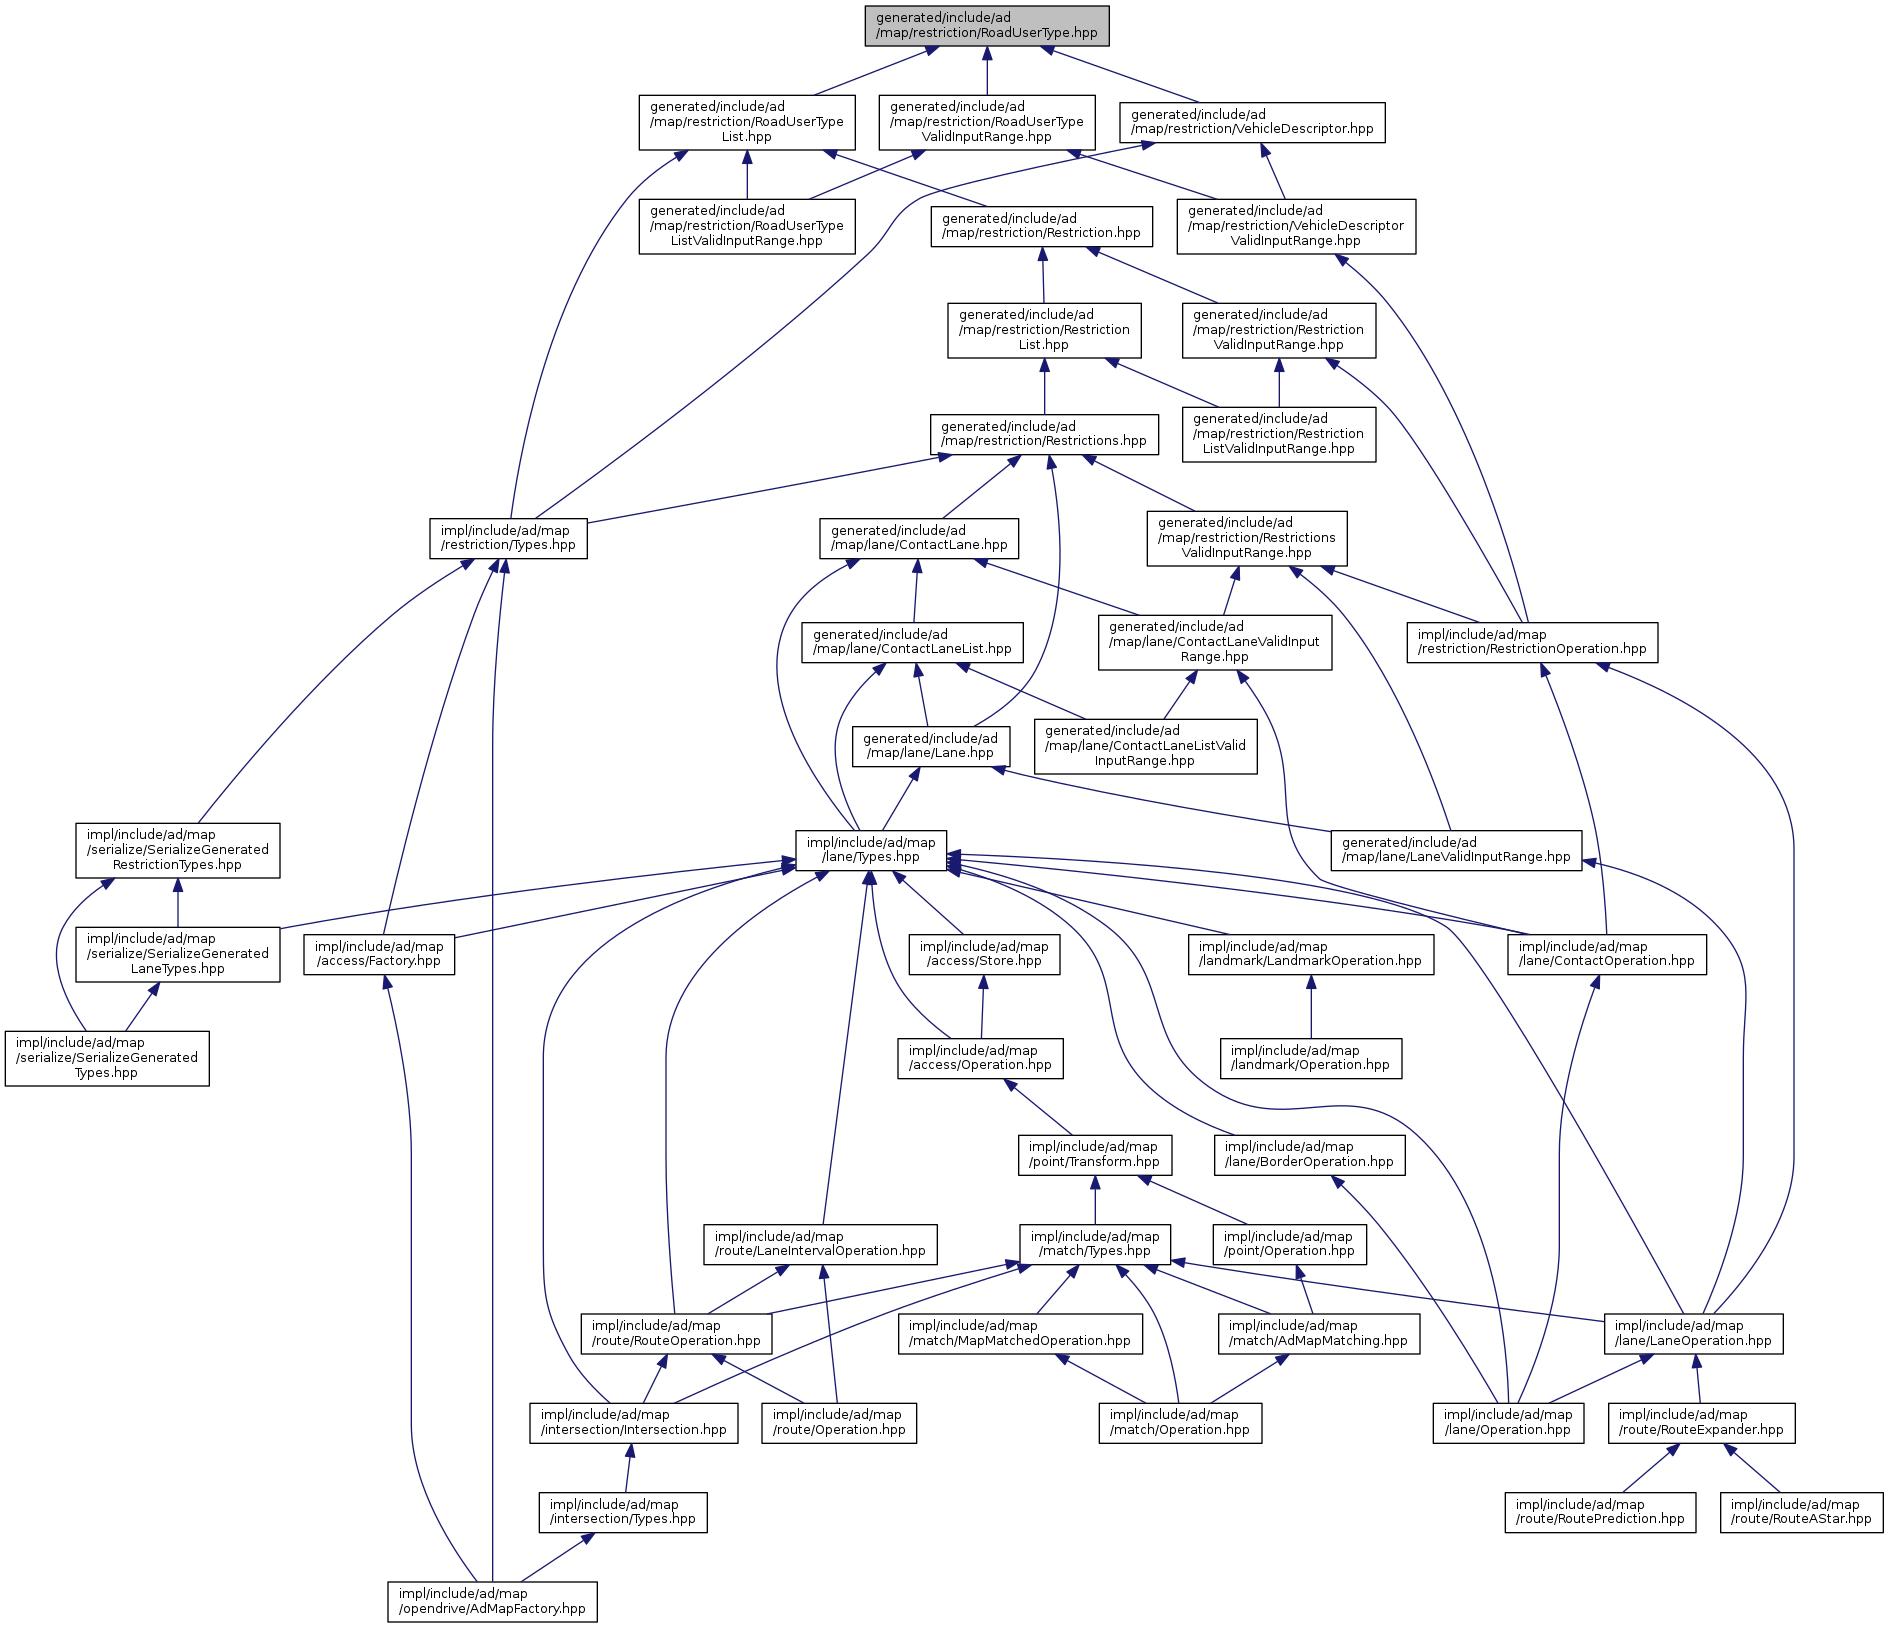 generated/include/ad
/map/restriction/RoadUserType.hpp
generated/include/ad
/map/restriction/RoadUserType
List.hpp
generated/include/ad
/map/restriction/RoadUserType
ValidInputRange.hpp
generated/include/ad
/map/restriction/VehicleDescriptor.hpp
generated/include/ad
/map/restriction/RoadUserType
ListValidInputRange.hpp
generated/include/ad
/map/restriction/Restriction.hpp
generated/include/ad
/map/restriction/VehicleDescriptor
ValidInputRange.hpp
generated/include/ad
/map/restriction/Restriction
List.hpp
generated/include/ad
/map/restriction/Restriction
ValidInputRange.hpp
generated/include/ad
/map/restriction/Restrictions.hpp
generated/include/ad
/map/restriction/Restriction
ListValidInputRange.hpp
impl/include/ad/map
/restriction/Types.hpp
generated/include/ad
/map/lane/ContactLane.hpp
generated/include/ad
/map/restriction/Restrictions
ValidInputRange.hpp
generated/include/ad
/map/lane/ContactLaneList.hpp
generated/include/ad
/map/lane/ContactLaneValidInput
Range.hpp
impl/include/ad/map
/restriction/RestrictionOperation.hpp
generated/include/ad
/map/lane/Lane.hpp
generated/include/ad
/map/lane/ContactLaneListValid
InputRange.hpp
impl/include/ad/map
/serialize/SerializeGenerated
RestrictionTypes.hpp
impl/include/ad/map
/lane/Types.hpp
generated/include/ad
/map/lane/LaneValidInputRange.hpp
impl/include/ad/map
/serialize/SerializeGenerated
LaneTypes.hpp
impl/include/ad/map
/access/Factory.hpp
impl/include/ad/map
/access/Store.hpp
impl/include/ad/map
/landmark/LandmarkOperation.hpp
impl/include/ad/map
/lane/ContactOperation.hpp
impl/include/ad/map
/serialize/SerializeGenerated
Types.hpp
impl/include/ad/map
/access/Operation.hpp
impl/include/ad/map
/landmark/Operation.hpp
impl/include/ad/map
/point/Transform.hpp
impl/include/ad/map
/lane/BorderOperation.hpp
impl/include/ad/map
/route/LaneIntervalOperation.hpp
impl/include/ad/map
/match/Types.hpp
impl/include/ad/map
/point/Operation.hpp
impl/include/ad/map
/route/RouteOperation.hpp
impl/include/ad/map
/match/MapMatchedOperation.hpp
impl/include/ad/map
/match/AdMapMatching.hpp
impl/include/ad/map
/lane/LaneOperation.hpp
impl/include/ad/map
/intersection/Intersection.hpp
impl/include/ad/map
/route/Operation.hpp
impl/include/ad/map
/match/Operation.hpp
impl/include/ad/map
/lane/Operation.hpp
impl/include/ad/map
/route/RouteExpander.hpp
impl/include/ad/map
/intersection/Types.hpp
impl/include/ad/map
/route/RoutePrediction.hpp
impl/include/ad/map
/route/RouteAStar.hpp
impl/include/ad/map
/opendrive/AdMapFactory.hpp